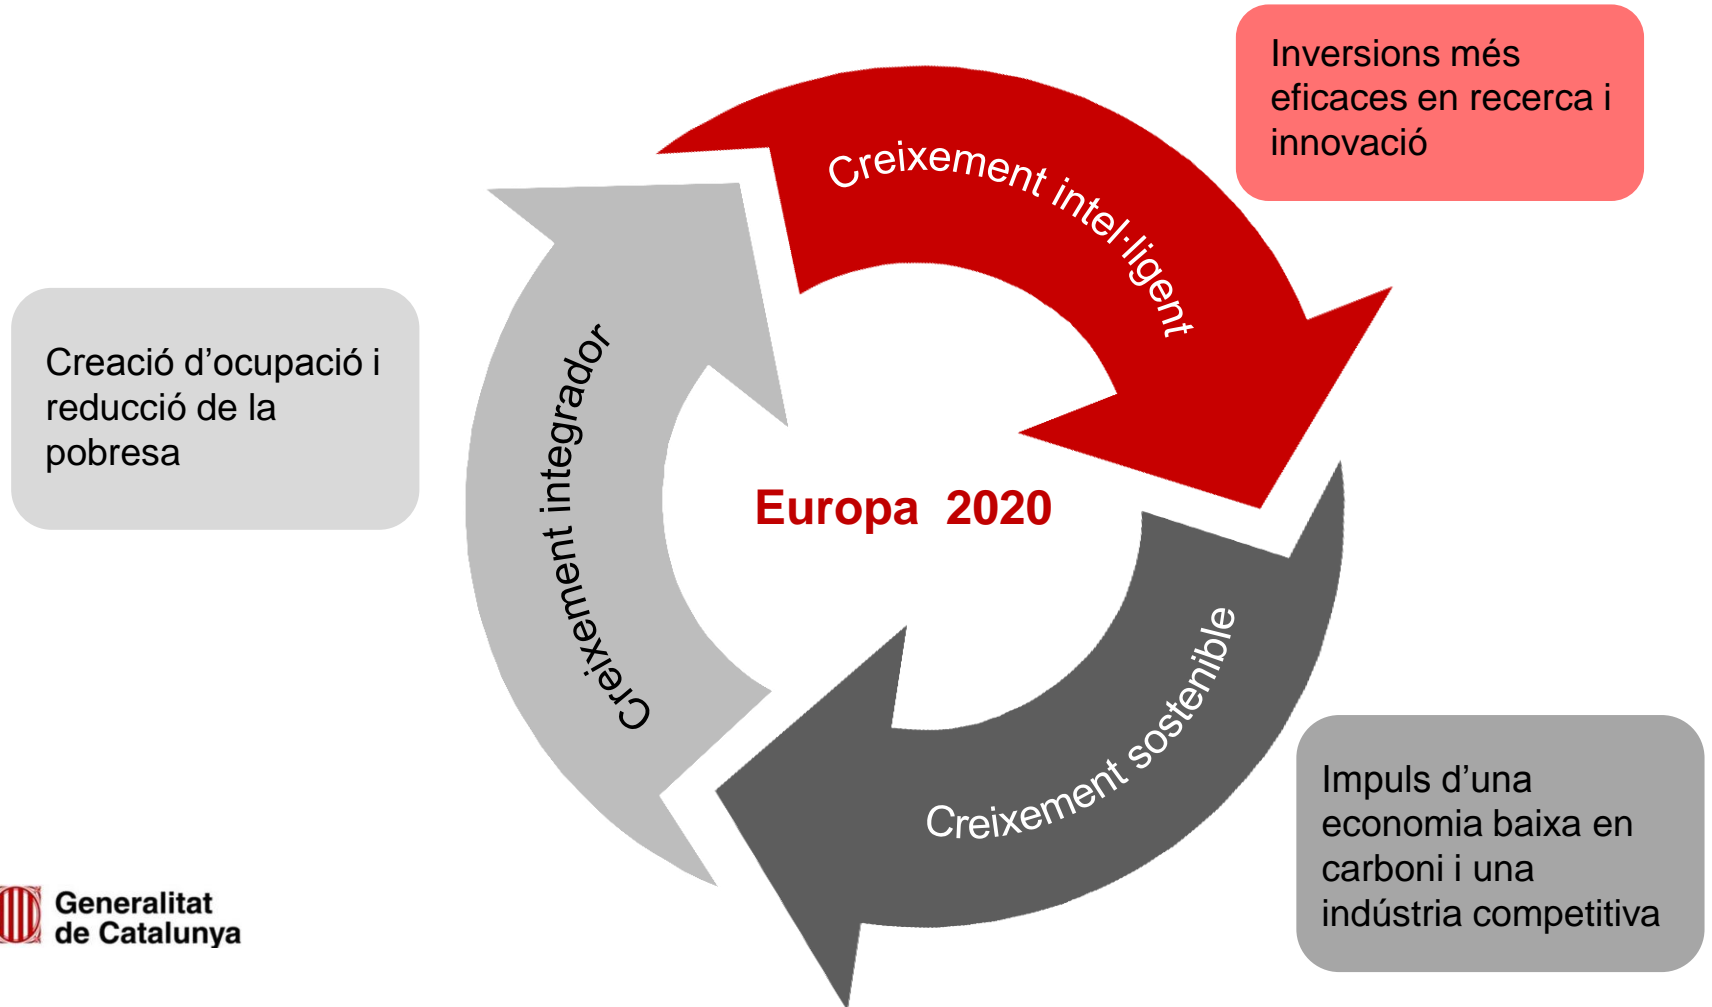 Inversions més
eficaces en recerca i
innovació
Creixement intel·ligent
Creació d’ocupació i
reducció de la
pobresa
Creixement integrador
Europa 2020
Creixement sostenible
Impuls d’una
economia baixa en
carboni i una
indústria competitiva
Generalitat
de Catalunya